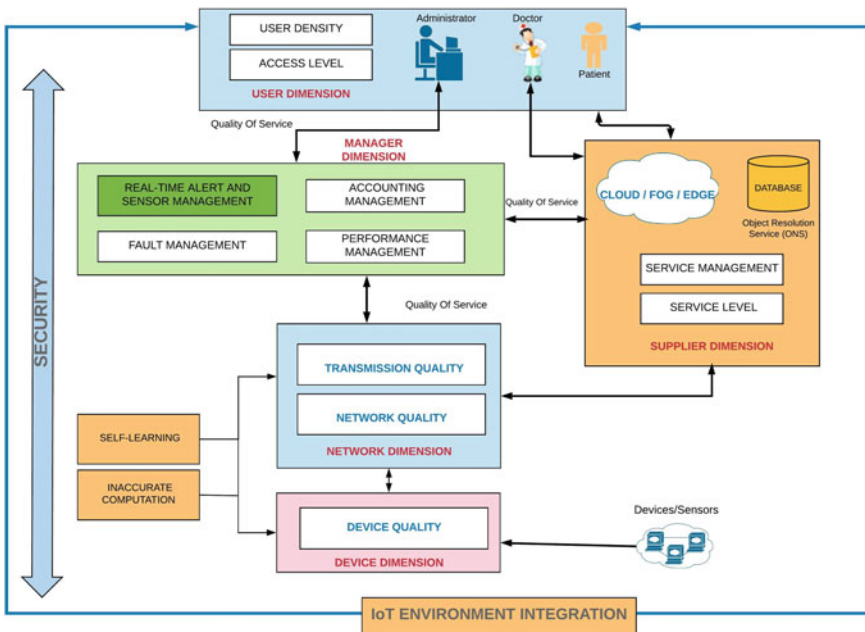 USER DENSITY
ACCESS LEVEL
USER DIMENSION
Administrator
Doctor
Patient
Quality Of Service
MANAGER
DIMENSION
REAL-TIME ALERT AND
SENSOR MANAGEMENT
ACCOUNTING
MANAGEMENT
FAULT MANAGEMENT
PERFORMANCE
MANAGEMENT
Quality Of Service
CLOUD / FOG / EDGE
DATABASE
Object Resolution
Service (ONS)
SERVICE MANAGEMENT
SERVICE LEVEL
SUPPLIER DIMENSION
Quality Of Service
SECURITY
TRANSMISSION QUALITY
NETWORK QUALITY
NETWORK DIMENSION
SELF-LEARNING
INACCURATE
COMPUTATION
DEVICE QUALITY
DEVICE DIMENSION
Devices/Sensors
IoT ENVIRONMENT INTEGRATION